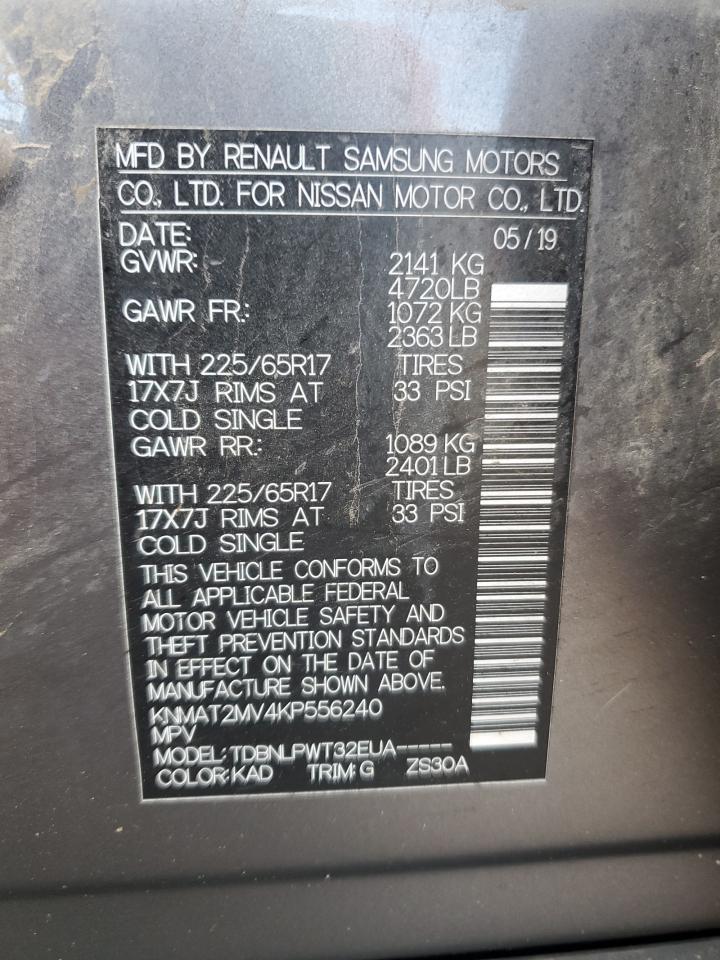 MFD BY RENAULT SAMSUNG MOTORS
CO., LTD. FOR NISSAN MOTOR CO., LTD.
DATE: 05/19
GVWR: 2141 KG
4720LB
GAWR FR.: 1072 KG
2363 LB
WITH 225/65R17 TIRES
17X7J RIMS AT 33 PSI
COLD SINGLE
GAWR RR.: 1089 KG
2401 LB
WITH 225/65R17 TIRES
17X7J RIMS AT 33 PSI
COLD SINGLE
THIS VEHICLE CONFORMS TO
ALL APPLICABLE FEDERAL
MOTOR VEHICLE SAFETY AND
THEFT PREVENTION STANDARDS
IN EFFECT ON THE DATE OF
MANUFACTURE SHOWN ABOVE.
KNMAT2MV4KP556240
MPV
MODEL: TDBNLPWT32EUA-----
COLOR: KAD TRIM: G ZS30A